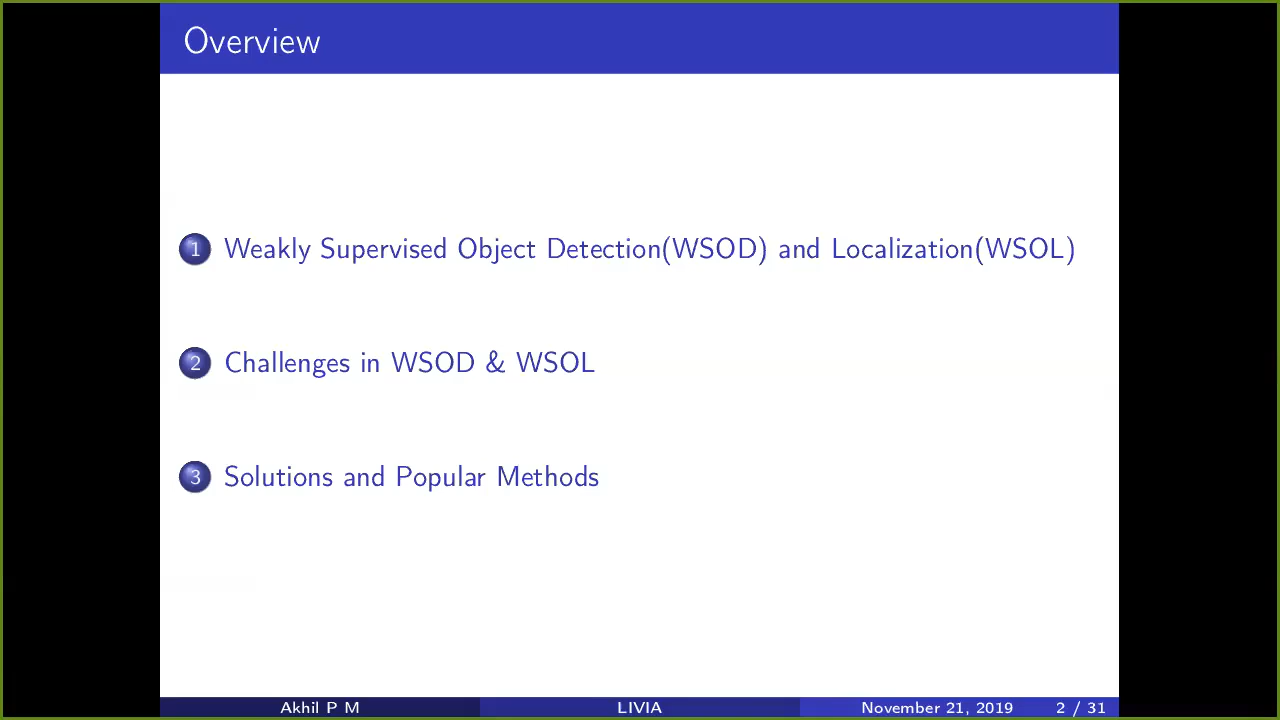 Overview
1 Weakly Supervised Object Detection(WSOD) and Localization(WSOL)
2 Challenges in WSOD & WSOL
3 Solutions and Popular Methods
Akhil P M LIVIA November 21, 2019 2 / 31